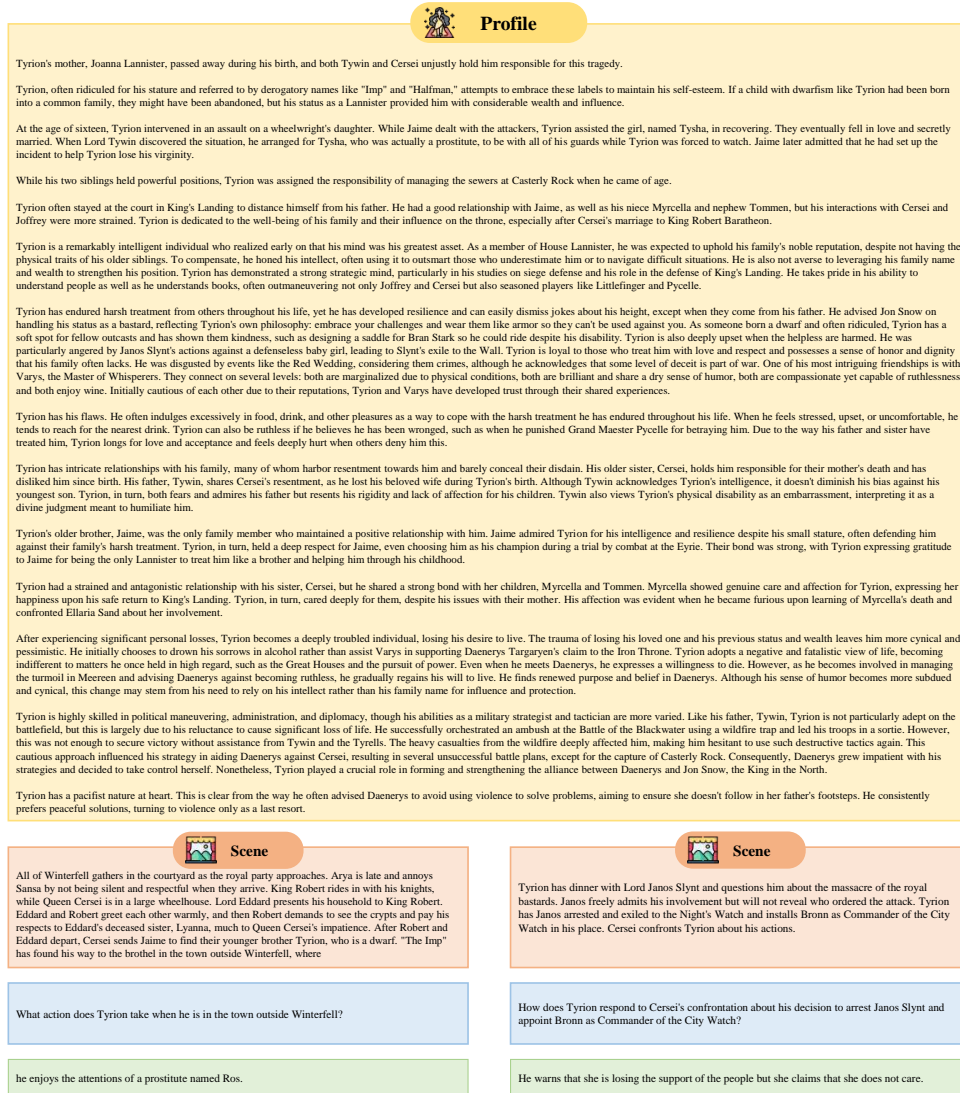 Profile
Tyrion's mother, Joanna Lannister, passed away during his birth, and both Tywin and Cersei unjustly hold him responsible for this tragedy.
Tyrion, often ridiculed for his stature and referred to by derogatory names like "Imp" and "Halfman," attempts to embrace these labels to maintain his self-esteem. If a child with dwarfism like Tyrion had been born
into a common family, they might have been abandoned, but his status as a Lannister provided him with considerable wealth and influence.
At the age of sixteen, Tyrion intervened in an assault on a wheelwright's daughter. While Jaime dealt with the attackers, Tyrion assisted the girl, named Tysha, in recovering. They eventually fell in love and secretly
married. When Lord Tywin discovered the situation, he arranged for Tysha, who was actually a prostitute, to be with all of his guards while Tyrion was forced to watch. Jaime later admitted that he had set up the
incident to help Tyrion lose his virginity.
While his two siblings held powerful positions, Tyrion was assigned the responsibility of managing the sewers at Casterly Rock when he came of age.
Tyrion often stayed at the court in King's Landing to distance himself from his father. He had a good relationship with Jaime, as well as his niece Myrcella and nephew Tommen, but his interactions with Cersei and
Joffrey were more strained. Tyrion is dedicated to the well-being of his family and their influence on the throne, especially after Cersei's marriage to King Robert Baratheon.
Tyrion is a remarkably intelligent individual who realized early on that his mind was his greatest asset. As a member of House Lannister, he was expected to uphold his family's noble reputation, despite not having the
physical traits of his older siblings. To compensate, he honed his intellect, often using it to outsmart those who underestimate him or to navigate difficult situations. He is also not averse to leveraging his family name
and wealth to strengthen his position. Tyrion has demonstrated a strong strategic mind, particularly in his studies on siege defense and his role in the defense of King's Landing. He takes pride in his ability to
understand people as well as he understands books, often outmaneuvering not only Joffrey and Cersei but also seasoned players like Littlefinger and Pycelle.
Tyrion has endured harsh treatment from others throughout his life, yet he has developed resilience and can easily dismiss jokes about his height, except when they come from his father. He advised Jon Snow on
handling his status as a bastard, reflecting Tyrion's own philosophy: embrace your challenges and wear them like armor so they can't be used against you. As someone born a dwarf and often ridiculed, Tyrion has a
soft spot for fellow outcasts and has shown them kindness, such as designing a saddle for Bran Stark so he could ride despite his disability. Tyrion is also deeply upset when the helpless are harmed. He was
particularly angered by Janos Slynt's actions against a defenseless baby girl, leading to Slynt's exile to the Wall. Tyrion is loyal to those who treat him with love and respect and possesses a sense of honor and dignity
that his family often lacks. He was disgusted by events like the Red Wedding, considering them crimes, although he acknowledges that some level of deceit is part of war. One of his most intriguing friendships is with
Varys, the Master of Whisperers. They connect on several levels: both are marginalized due to physical conditions, both are brilliant and share a dry sense of humor, both are compassionate yet capable of ruthlessness
and both enjoy wine. Initially cautious of each other due to their reputations, Tyrion and Varys have developed trust through their shared experiences.
Tyrion has his flaws. He often indulges excessively in food, drink, and other pleasures as a way to cope with the harsh treatment he has endured throughout his life. When he feels stressed, upset, or uncomfortable, he
tends to reach for the nearest drink. Tyrion can also be ruthless if he believes he has been wronged, such as when he punished Grand Maester Pycelle for betraying him. Due to the way his father and sister have
treated him, Tyrion longs for love and acceptance and feels deeply hurt when others deny him this.
Tyrion has intricate relationships with his family, many of whom harbor resentment towards him and barely conceal their disdain. His older sister, Cersei, holds him responsible for their mother's death and has
disliked him since birth. His father, Tywin, shares Cersei's resentment, as he lost his beloved wife during Tyrion's birth. Although Tywin acknowledges Tyrion's intelligence, it doesn't diminish his bias against his
youngest son. Tyrion, in turn, both fears and admires his father but resents his rigidity and lack of affection for his children. Tywin also views Tyrion's physical disability as an embarrassment, interpreting it as a
divine judgment meant to humiliate him.
Tyrion's older brother, Jaime, was the only family member who maintained a positive relationship with him. Jaime admired Tyrion for his intelligence and resilience despite his small stature, often defending him
against their family's harsh treatment. Tyrion, in turn, held a deep respect for Jaime, even choosing him as his champion during a trial by combat at the Eyrie. Their bond was strong, with Tyrion expressing gratitude
to Jaime for being the only Lannister to treat him like a brother and helping him through his childhood.
Tyrion had a strained and antagonistic relationship with his sister, Cersei, but he shared a strong bond with her children, Myrcella and Tommen. Myrcella showed genuine care and affection for Tyrion, expressing her
happiness upon his safe return to King's Landing. Tyrion, in turn, cared deeply for them, despite his issues with their mother. His affection was evident when he became furious upon learning of Myrcella's death and
confronted Ellaria Sand about her involvement.
After experiencing significant personal losses, Tyrion becomes a deeply troubled individual, losing his desire to live. The trauma of losing his loved one and his previous status and wealth leaves him more cynical and
pessimistic. He initially chooses to drown his sorrows in alcohol rather than assist Varys in supporting Daenerys Targaryen's claim to the Iron Throne. Tyrion adopts a negative and fatalistic view of life, becoming
indifferent to matters he once held in high regard, such as the Great Houses and the pursuit of power. Even when he meets Daenerys, he expresses a willingness to die. However, as he becomes involved in managing
the turmoil in Meereen and advising Daenerys against becoming ruthless, he gradually regains his will to live. He finds renewed purpose and belief in Daenerys. Although his sense of humor becomes more subdued
and cynical, this change may stem from his need to rely on his intellect rather than his family name for influence and protection.
Tyrion is highly skilled in political maneuvering, administration, and diplomacy, though his abilities as a military strategist and tactician are more varied. Like his father, Tywin, Tyrion is not particularly adept on the
battlefield, but this is largely due to his reluctance to cause significant loss of life. He successfully orchestrated an ambush at the Battle of the Blackwater using a wildfire trap and led his troops in a sortie. However,
this was not enough to secure victory without assistance from Tywin and the Tyrells. The heavy casualties from the wildfire deeply affected him, making him hesitant to use such destructive tactics again. This
cautious approach influenced his strategy in aiding Daenerys against Cersei, resulting in several unsuccessful battle plans, except for the capture of Casterly Rock. Consequently, Daenerys grew impatient with his
strategies and decided to take control herself. Nonetheless, Tyrion played a crucial role in forming and strengthening the alliance between Daenerys and Jon Snow, the King in the North.
Tyrion has a pacifist nature at heart. This is clear from the way he often advised Daenerys to avoid using violence to solve problems, aiming to ensure she doesn't follow in her father's footsteps. He consistently
prefers peaceful solutions, turning to violence only as a last resort.
Scene
All of Winterfell gathers in the courtyard as the royal party approaches. Arya is late and annoys
Sansa by not being silent and respectful when they arrive. King Robert rides in with his knights,
while Queen Cersei is in a large wheelhouse. Lord Eddard presents his household to King Robert.
Eddard and Robert greet each other warmly, and then Robert demands to see the crypts and pay his
respects to Eddard's deceased sister, Lyanna, much to Queen Cersei's impatience. After Robert and
Eddard depart, Cersei sends Jaime to find their younger brother Tyrion, who is a dwarf. "The Imp"
has found his way to the brothel in the town outside Winterfell, where
What action does Tyrion take when he is in the town outside Winterfell?
he enjoys the attentions of a prostitute named Ros.
Scene
Tyrion has dinner with Lord Janos Slynt and questions him about the massacre of the royal
bastards. Janos freely admits his involvement but will not reveal who ordered the attack. Tyrion
has Janos arrested and exiled to the Night's Watch and installs Bronn as Commander of the City
Watch in his place. Cersei confronts Tyrion about his actions.
How does Tyrion respond to Cersei's confrontation about his decision to arrest Janos Slynt and
appoint Bronn as Commander of the City Watch?
He warns that she is losing the support of the people but she claims that she does not care.